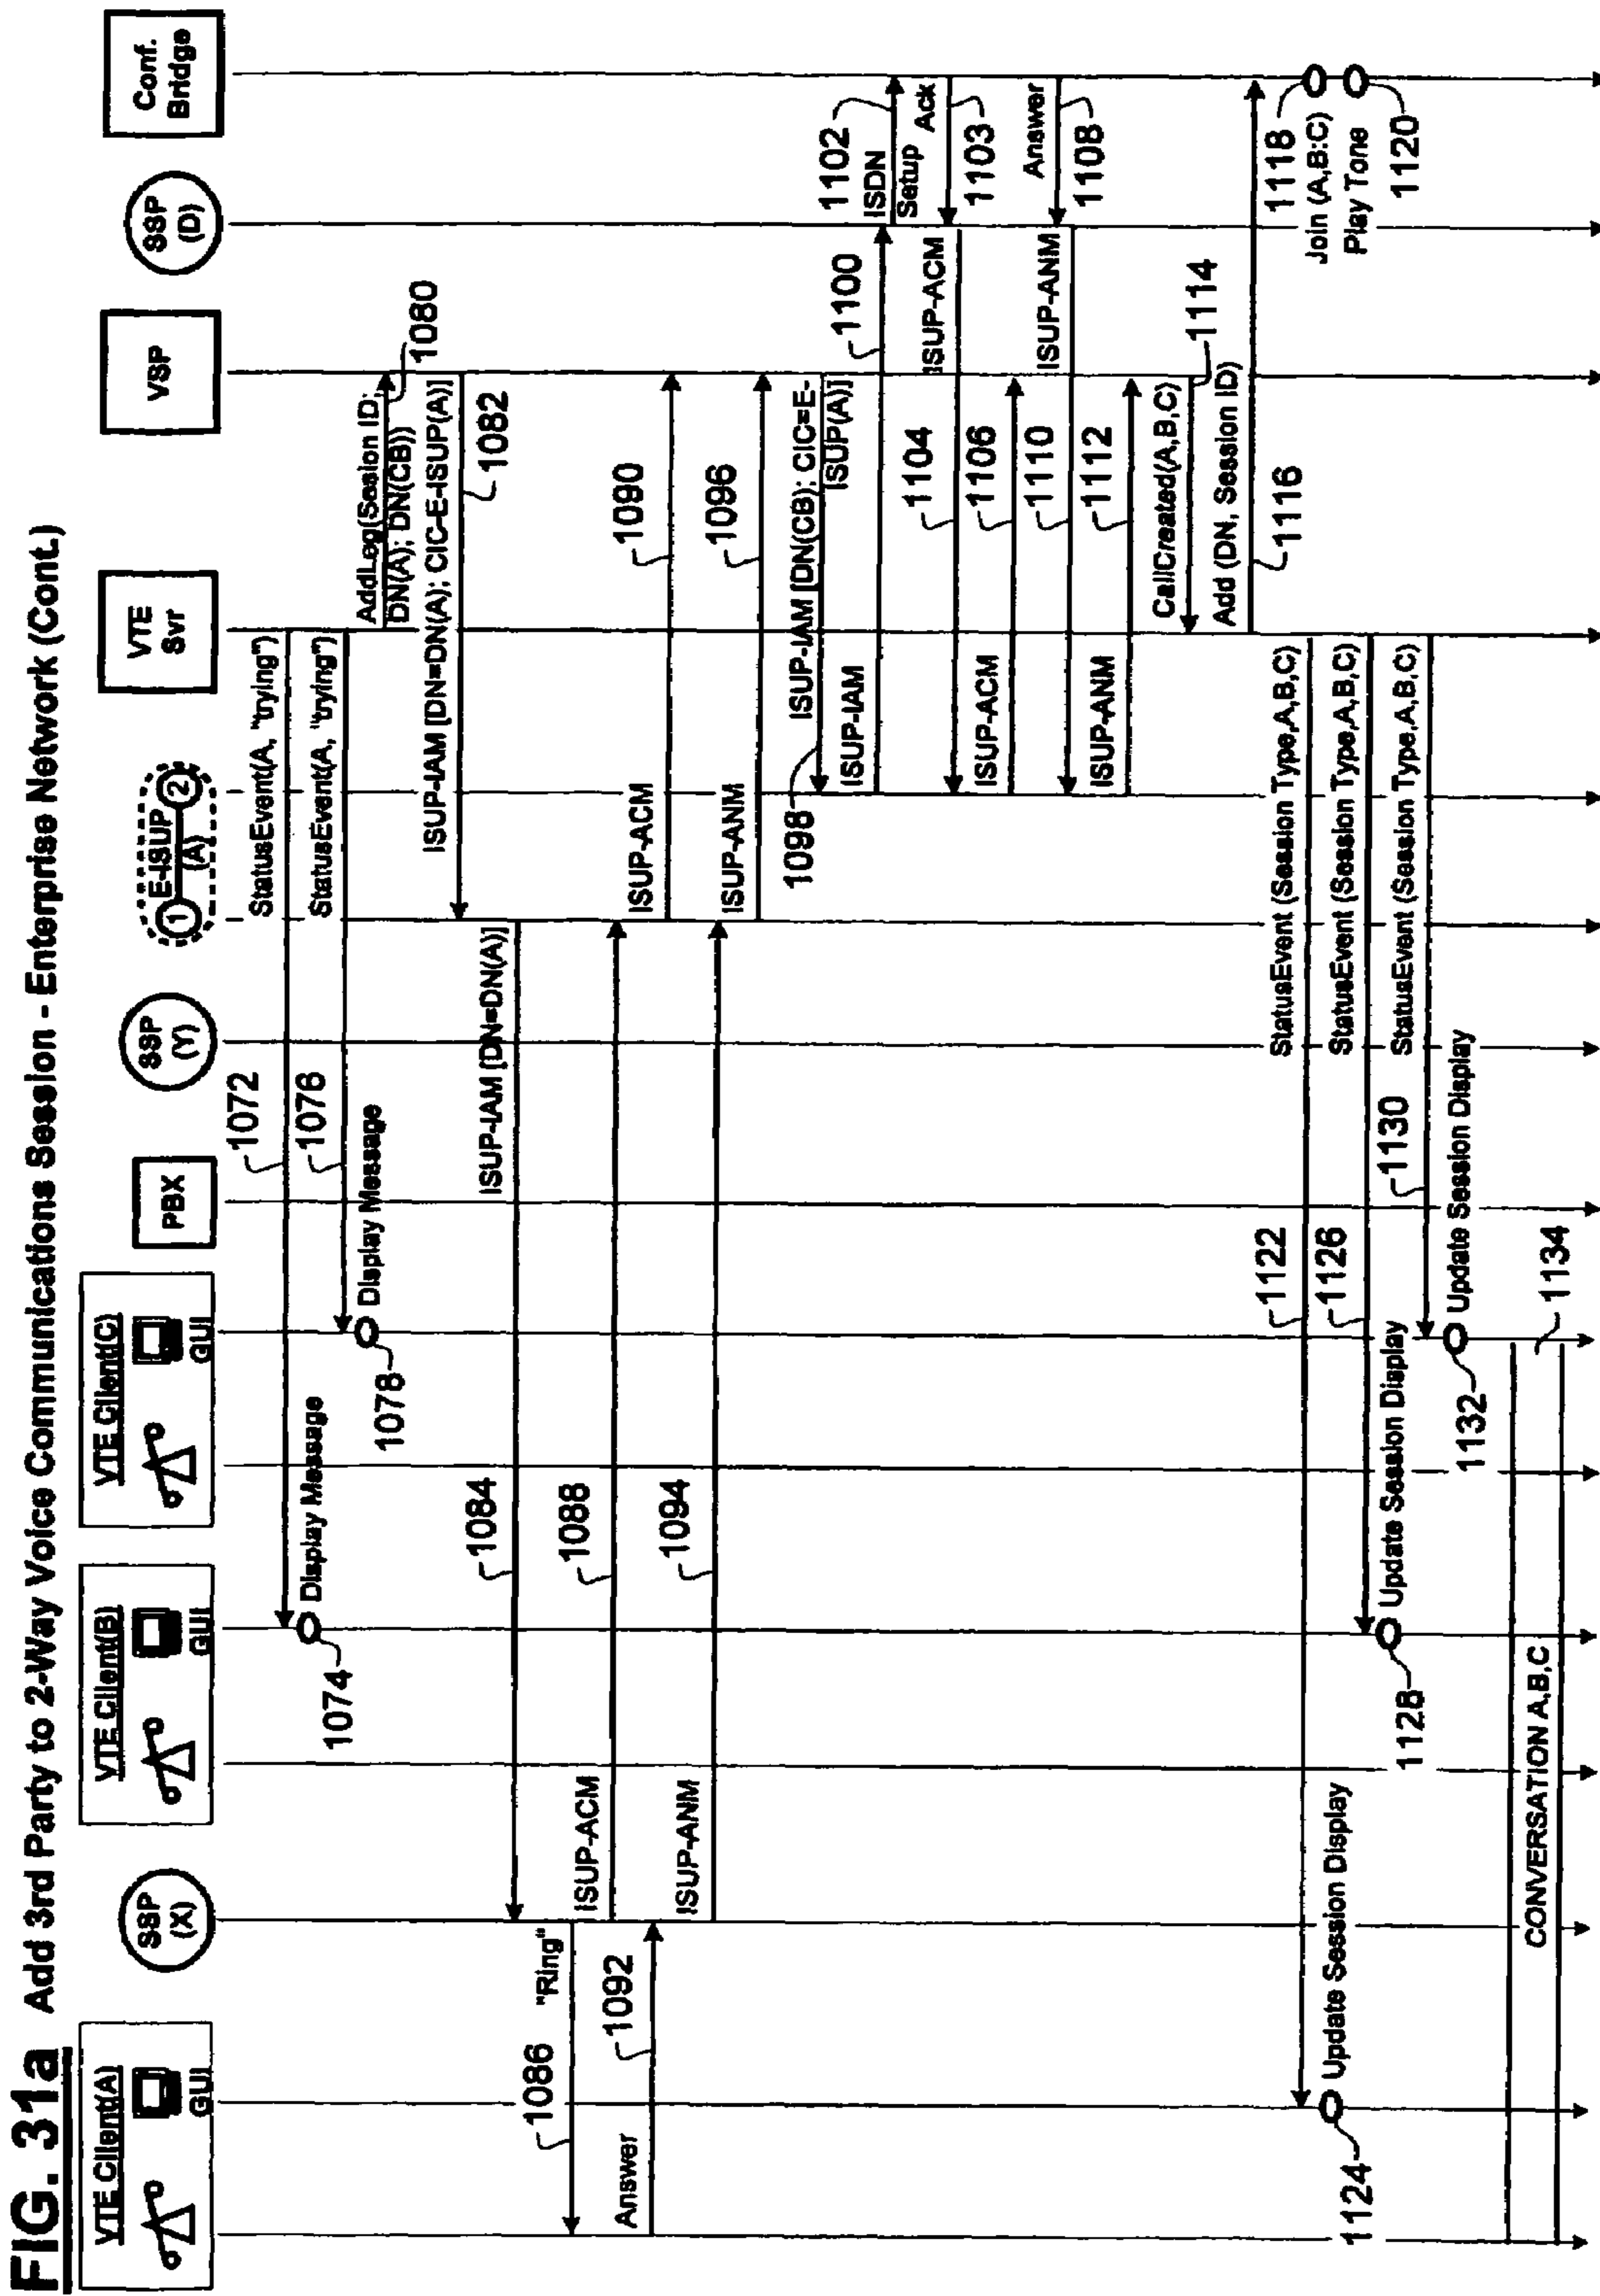 FIG. 31a Add 3rd Party to 2-Way Voice Communications Session - Enterprise Network (Cont.)
VTE Client(A)
GUI
SSP
(X)
VTE Client(B)
GUI
VTE Client(C)
GUI
PBX
SSP
(Y)
1
E-ISUP
(A)
2
VTE
Svr
VSP
SSP
(D)
Conf.
Bridge
1072
StatusEvent(A, "trying")
1074
Display Message
1076
StatusEvent(A, "trying")
1078
Display Message
AddLeg(Session ID;
DN(A); DN(CB))
1080
ISUP-IAM [DN=DN(A); CIC-E-ISUP(A)]
1082
1084
ISUP-IAM [DN=DN(A)]
1086
"Ring"
ISUP-ACM
1088
ISUP-ACM
1090
Answer
1092
ISUP-ANM
1094
ISUP-ANM
1096
1098
ISUP-IAM [DN(CB); CIC=E-
ISUP(A)]
ISUP-IAM
1100
1102
ISDN
Setup
Ack
1103
1104
ISUP-ACM
ISUP-ACM
1106
Answer
1108
1110
ISUP-ANM
ISUP-ANM
1112
CallCreated(A,B,C)
1114
Add (DN, Session ID)
1116
1118
Join (A,B:C)
Play Tone
1120
1122
StatusEvent (Session Type,A,B,C)
1124
Update Session Display
1126
StatusEvent (Session Type,A,B,C)
1128
Update Session Display
1130
StatusEvent (Session Type,A,B,C)
1132
Update Session Display
CONVERSATION A,B,C
1134